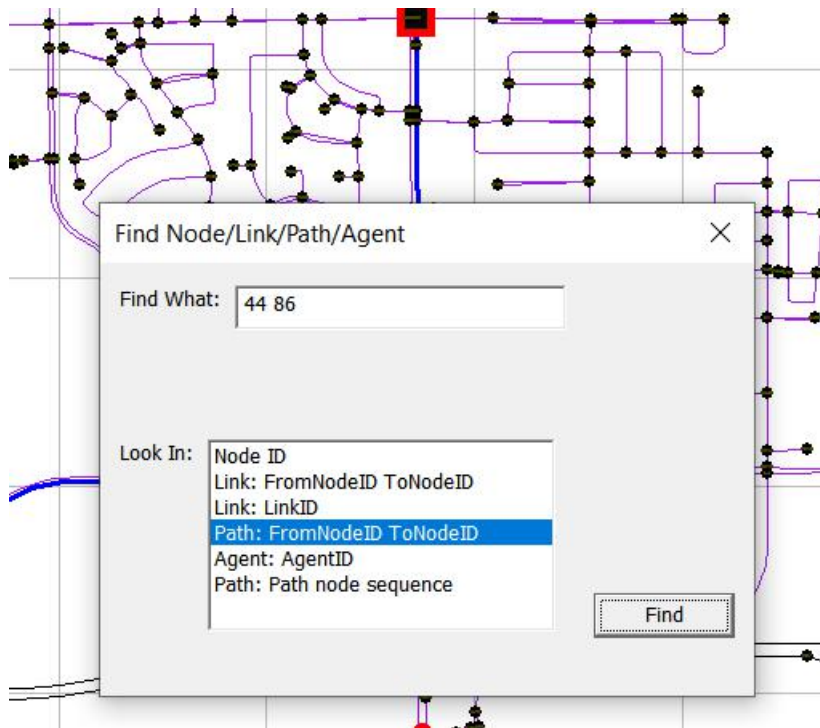 Find Node/Link/Path/Agent
Find What: 44 86
Look In:
Node ID
Link: FromNodeID ToNodeID
Link: LinkID
Path: FromNodeID ToNodeID
Agent: AgentID
Path: Path node sequence
Find